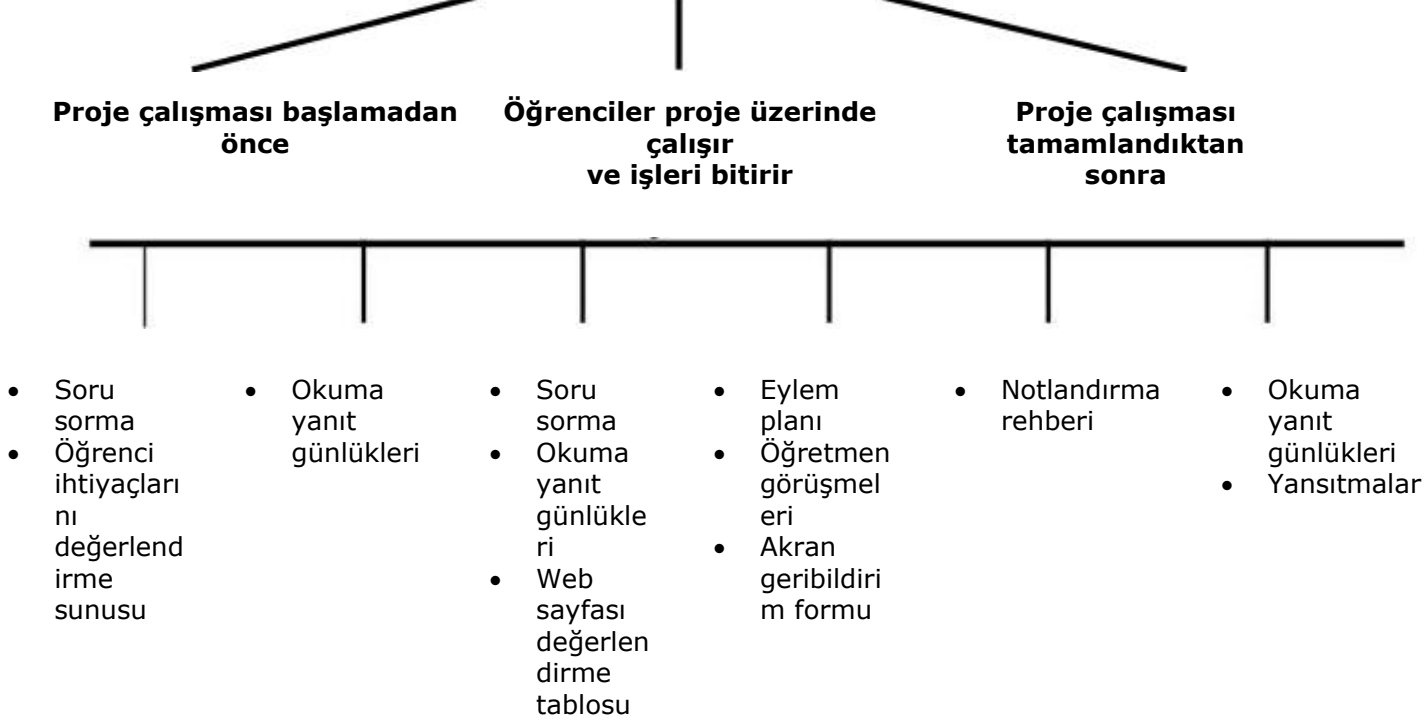 Proje çalışması başlamadan
önce
Öğrenciler proje üzerinde
çalışır
ve işleri bitirir
Proje çalışması
tamamlandıktan
sonra
• Soru
sorma
• Öğrenci
ihtiyaçları
nı
değerlend
irme
sunusu
• Okuma
yanıt
günlükleri
• Soru
sorma
• Okuma
yanıt
günlükle
ri
• Web
sayfası
değerlen
dirme
tablosu
• Eylem
planı
• Öğretmen
görüşmel
eri
• Akran
geribildiri
m formu
• Notlandırma
rehberi
• Okuma
yanıt
günlükleri
• Yansıtmalar